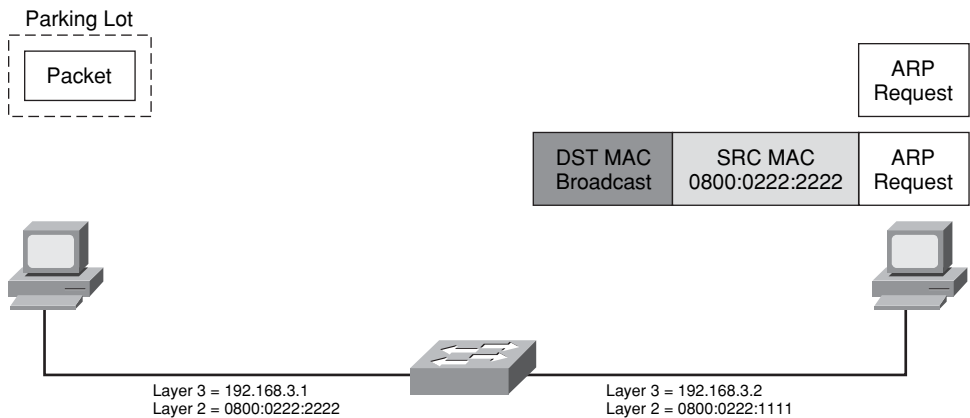 Parking Lot
Packet
ARP
Request
DST MAC
Broadcast
SRC MAC
0800:0222:2222
ARP
Request
Layer 3 = 192.168.3.1
Layer 2 = 0800:0222:2222
Layer 3 = 192.168.3.2
Layer 2 = 0800:0222:1111